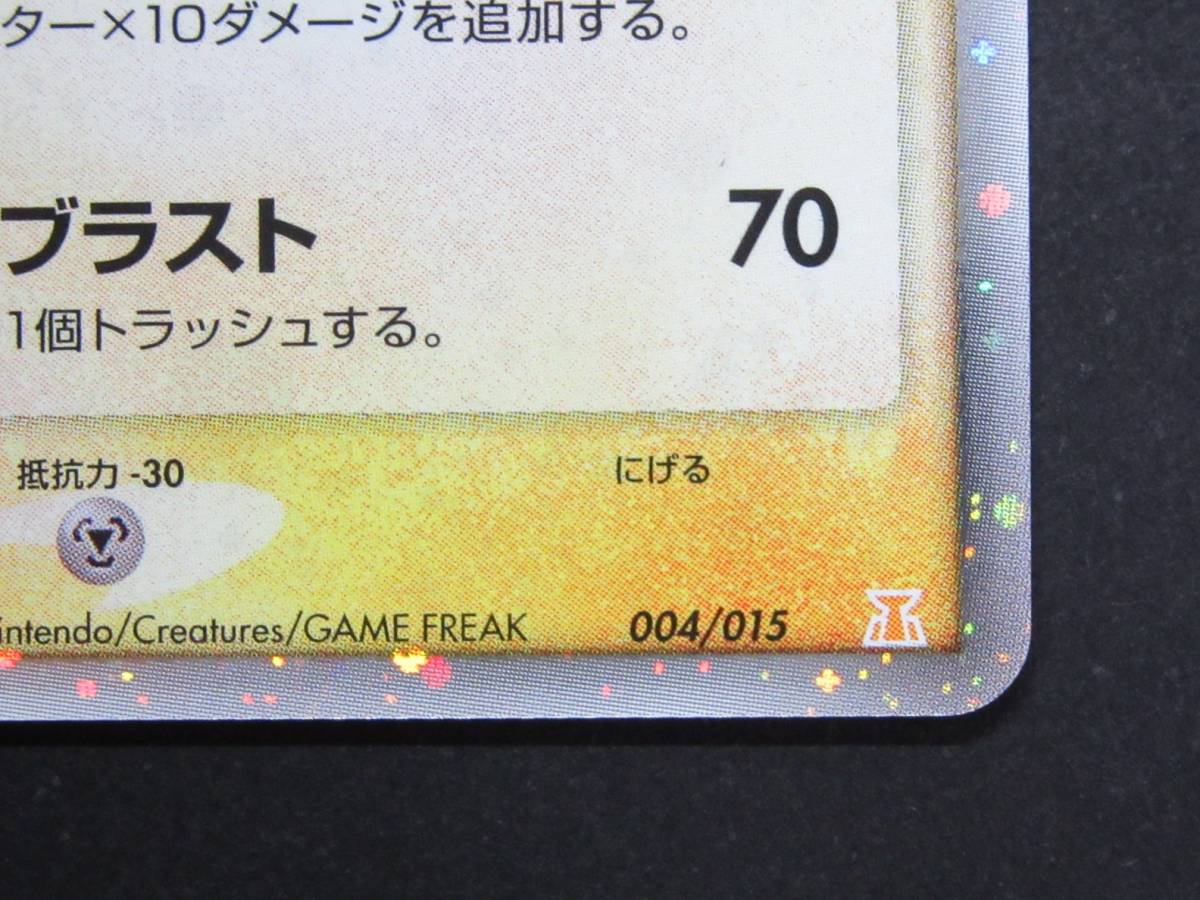 ター×10ダメージを追加する。
ブラスト 70
1個トラッシュする。
抵抗力 -30 にげる
intendo/Creatures/GAME FREAK 004/015